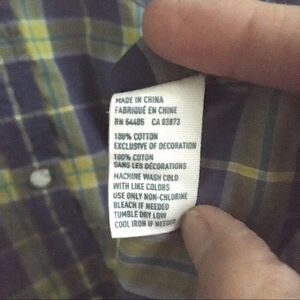 MADE IN CHINA
FABRIQUÉ EN CHINE
RN 54485 CA 03873
100% COTTON
EXCLUSIVE OF DECORATION
100% COTON
SANS LES DÉCORATIONS
MACHINE WASH COLD
WITH LIKE COLORS
USE ONLY NON-CHLORINE
BLEACH IF NEEDED
TUMBLE DRY LOW
COOL IRON IF NEEDED